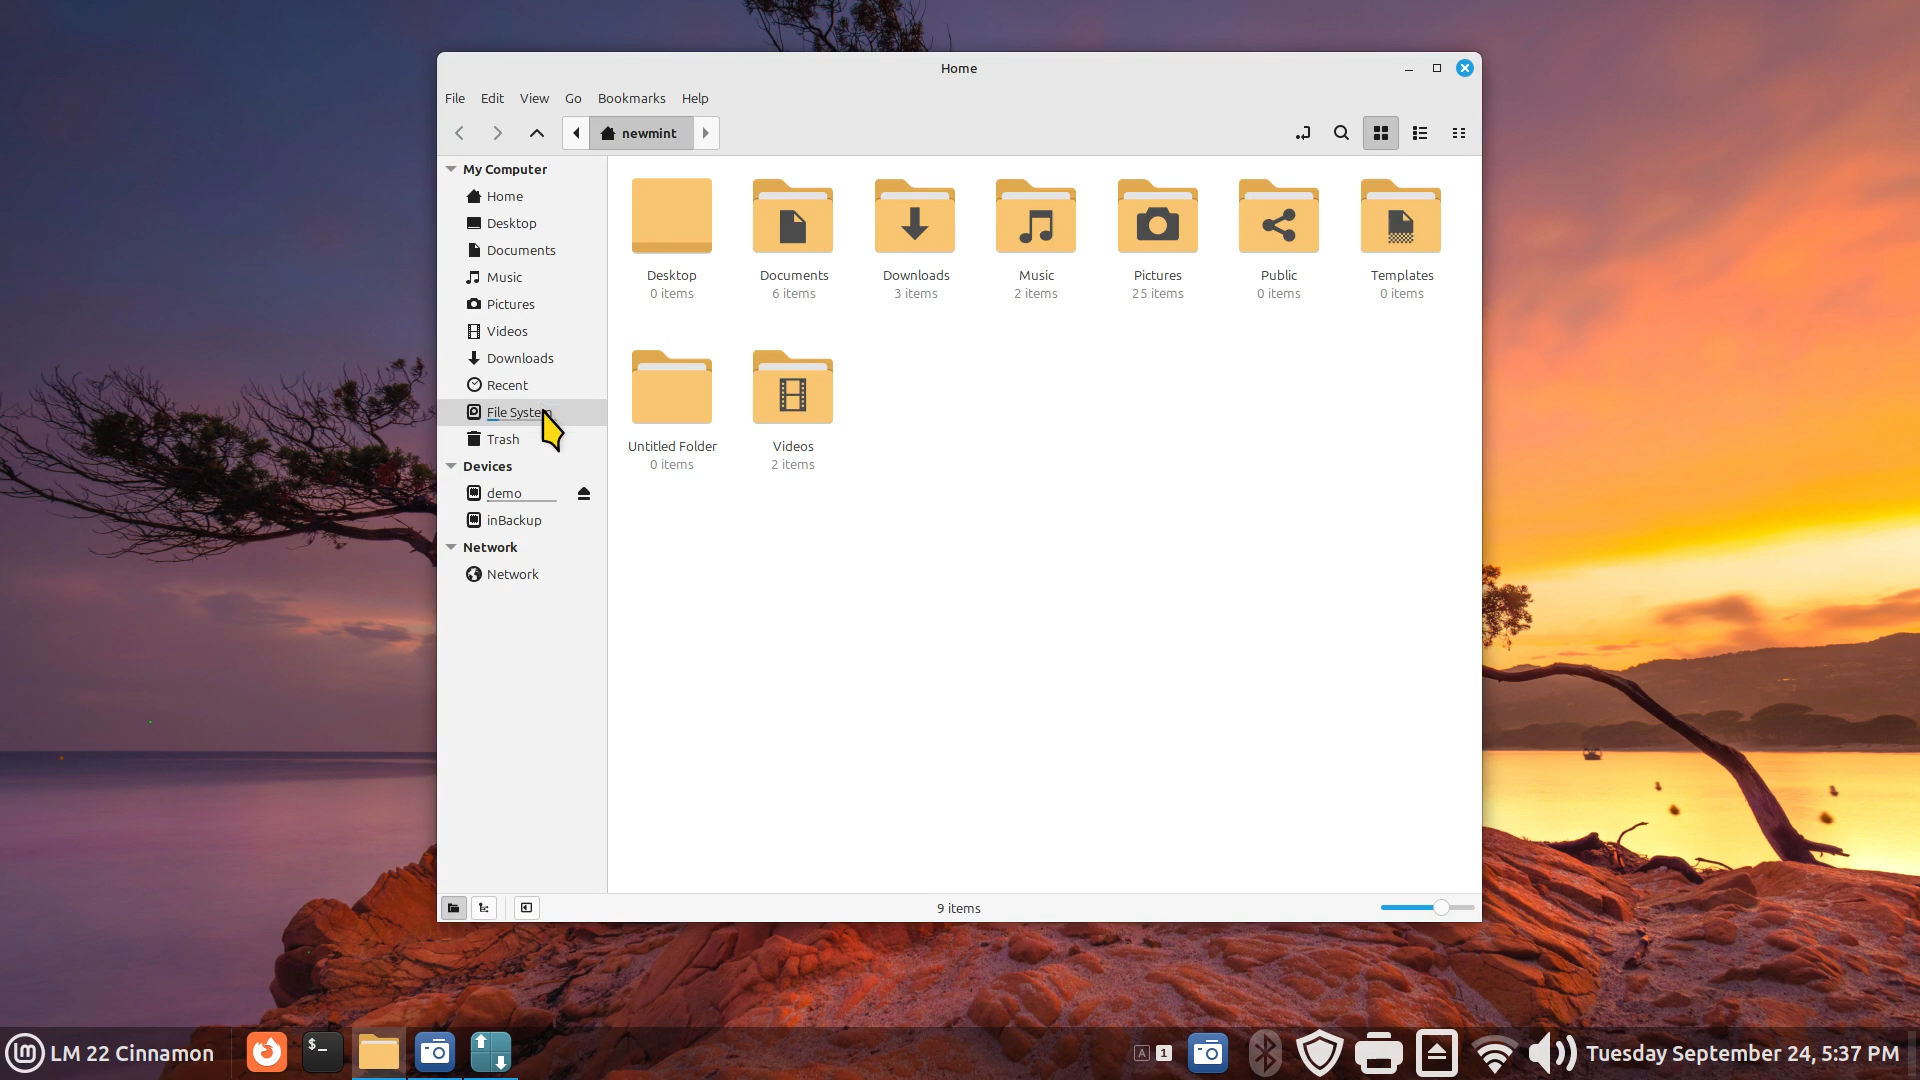 Home
File Edit View Go Bookmarks Help
newmint
My Computer
Home
Desktop
Documents
Music
Pictures
Videos
Downloads
Recent
File System
Trash
Devices
demo
inBackup
Network
Network
Desktop Documents Downloads Music Pictures Public Templates
0 items 6 items 3 items 2 items 25 items 0 items 0 items
Untitled Folder Videos
0 items 2 items
9 items
LM 22 Cinnamon
$_
A 1
Tuesday September 24, 5:37 PM